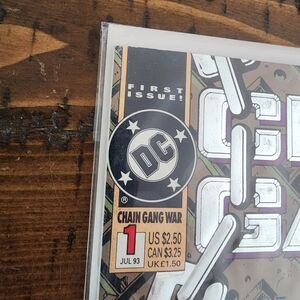 FIRST
ISSUE!
DC
®
CHAIN GANG WAR
1
JUL 93
US $2.50
CAN $3.25
UK £1.50